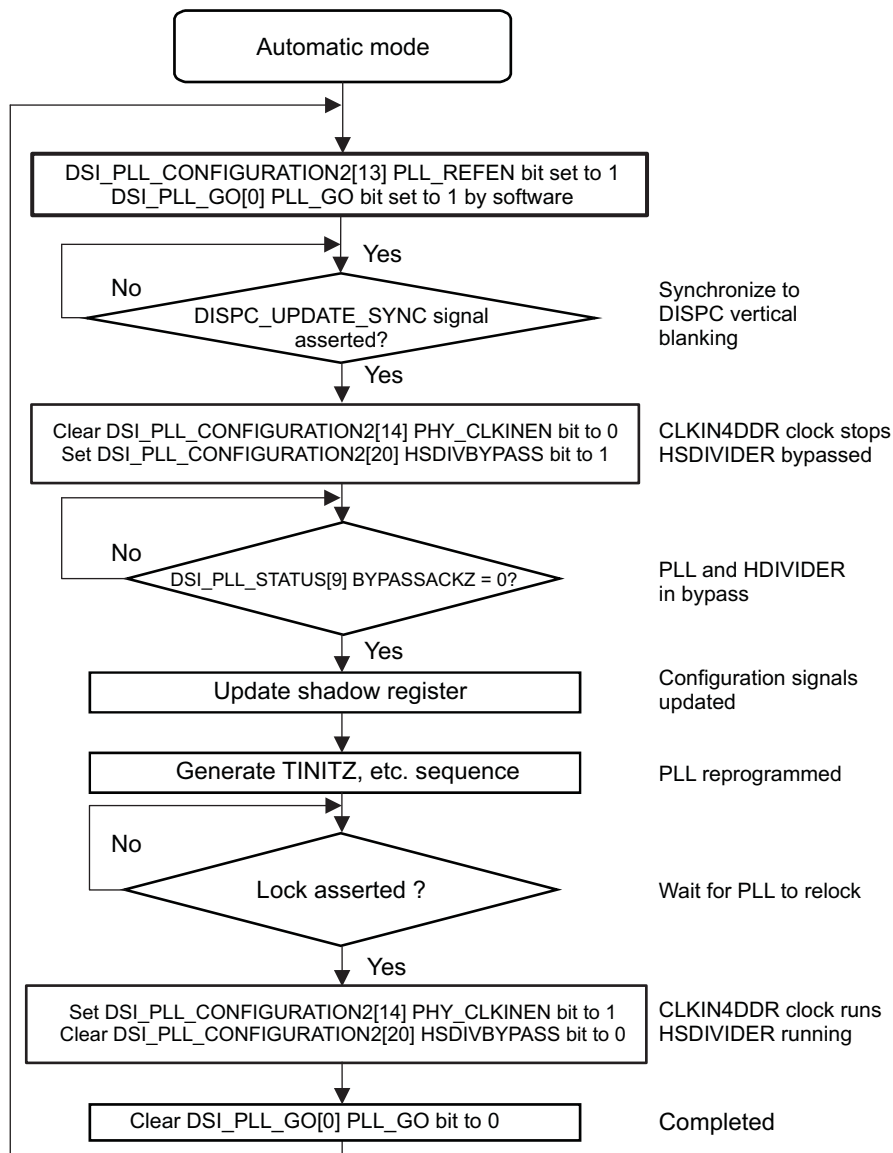 Automatic mode
DSI_PLL_CONFIGURATION2[13] PLL_REFEN bit set to 1
DSI_PLL_GO[0] PLL_GO bit set to 1 by software
Yes
No
DISPC_UPDATE_SYNC signal
asserted?
Synchronize to
DISPC vertical
blanking
Yes
Clear DSI_PLL_CONFIGURATION2[14] PHY_CLKINEN bit to 0
Set DSI_PLL_CONFIGURATION2[20] HSDIVBYPASS bit to 1
CLKIN4DDR clock stops
HSDIVIDER bypassed
No
DSI_PLL_STATUS[9] BYPASSACKZ = 0?
PLL and HDIVIDER
in bypass
Yes
Update shadow register
Configuration signals
updated
Generate TINITZ, etc. sequence
PLL reprogrammed
No
Lock asserted ?
Wait for PLL to relock
Yes
Set DSI_PLL_CONFIGURATION2[14] PHY_CLKINEN bit to 1
Clear DSI_PLL_CONFIGURATION2[20] HSDIVBYPASS bit to 0
CLKIN4DDR clock runs
HSDIVIDER running
Clear DSI_PLL_GO[0] PLL_GO bit to 0
Completed